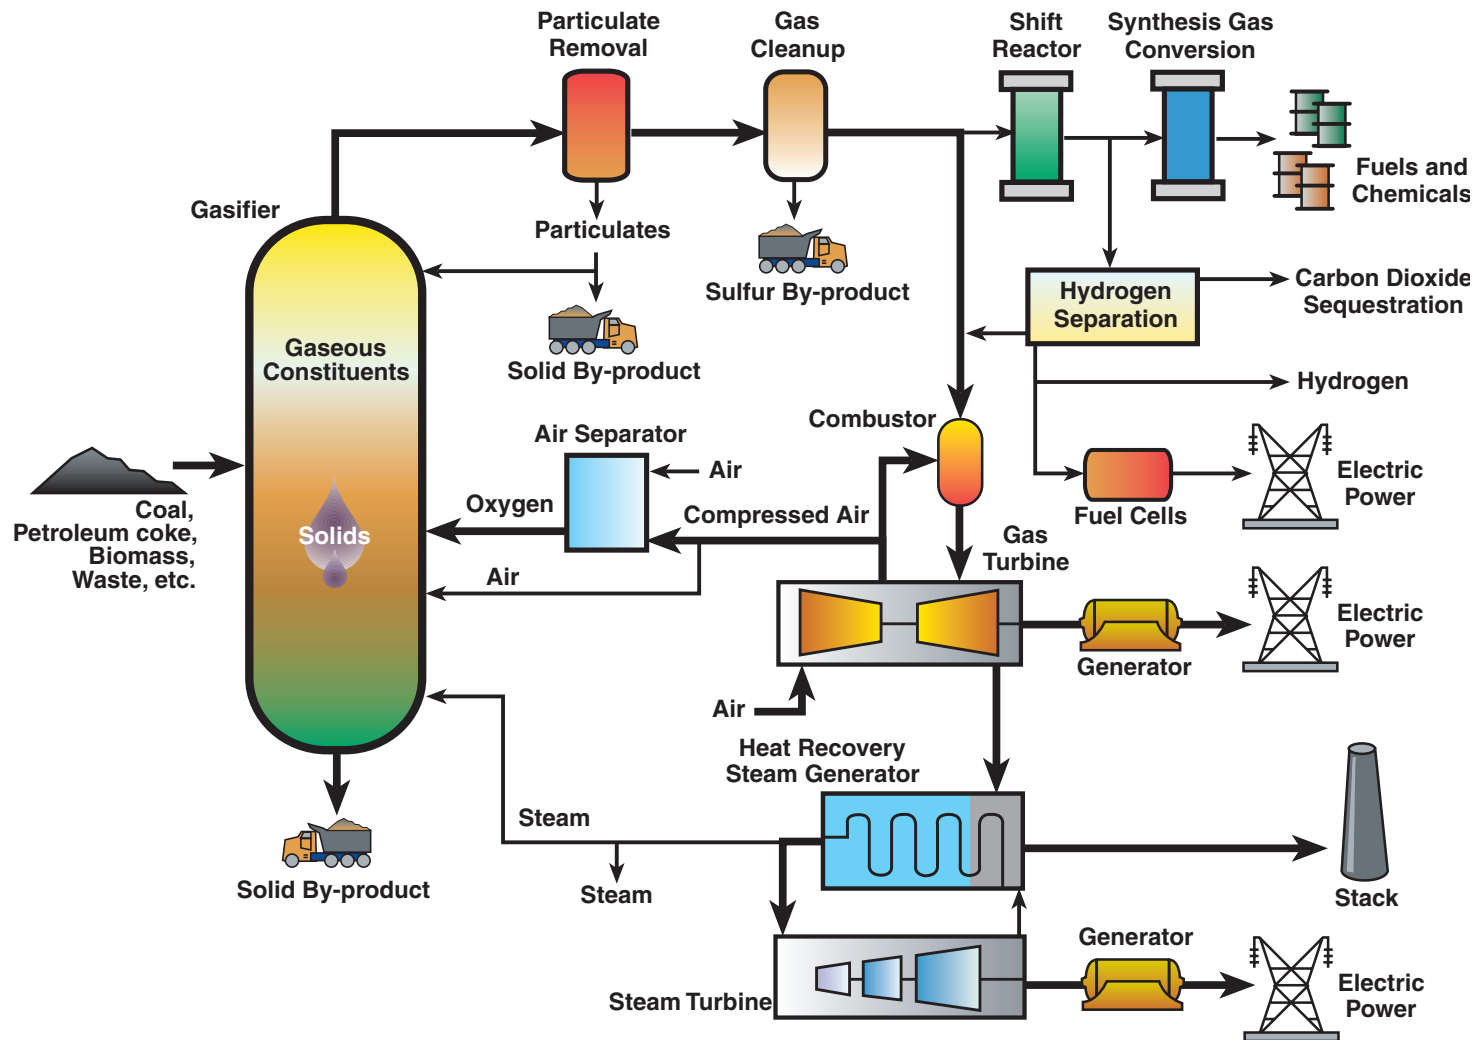 Particulate
Removal
Gas
Cleanup
Shift
Reactor
Synthesis Gas
Conversion
Fuels and
Chemicals
Gasifier
Particulates
Sulfur By-product
Solid By-product
Hydrogen
Separation
Carbon Dioxide
Sequestration
Hydrogen
Gaseous
Constituents
Combustor
Air Separator
Air
Oxygen
Compressed Air
Fuel Cells
Electric
Power
Coal,
Petroleum coke,
Biomass,
Waste, etc.
Solids
Air
Gas
Turbine
Generator
Electric
Power
Air
Heat Recovery
Steam Generator
Steam
Steam
Solid By-product
Stack
Steam Turbine
Generator
Electric
Power